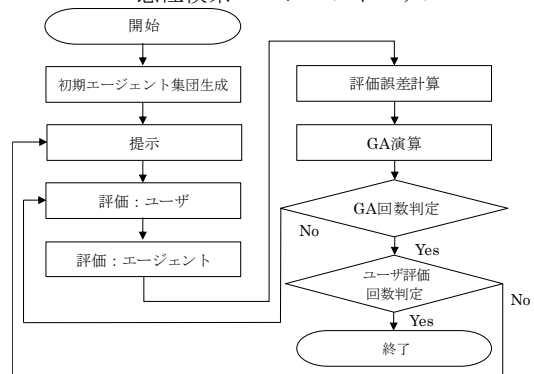 開始
初期エージェント集団生成
提示
評価：ユーザ
評価：エージェント
評価誤差計算
GA演算
GA回数判定
No
Yes
ユーザ評価
回数判定
No
Yes
終了